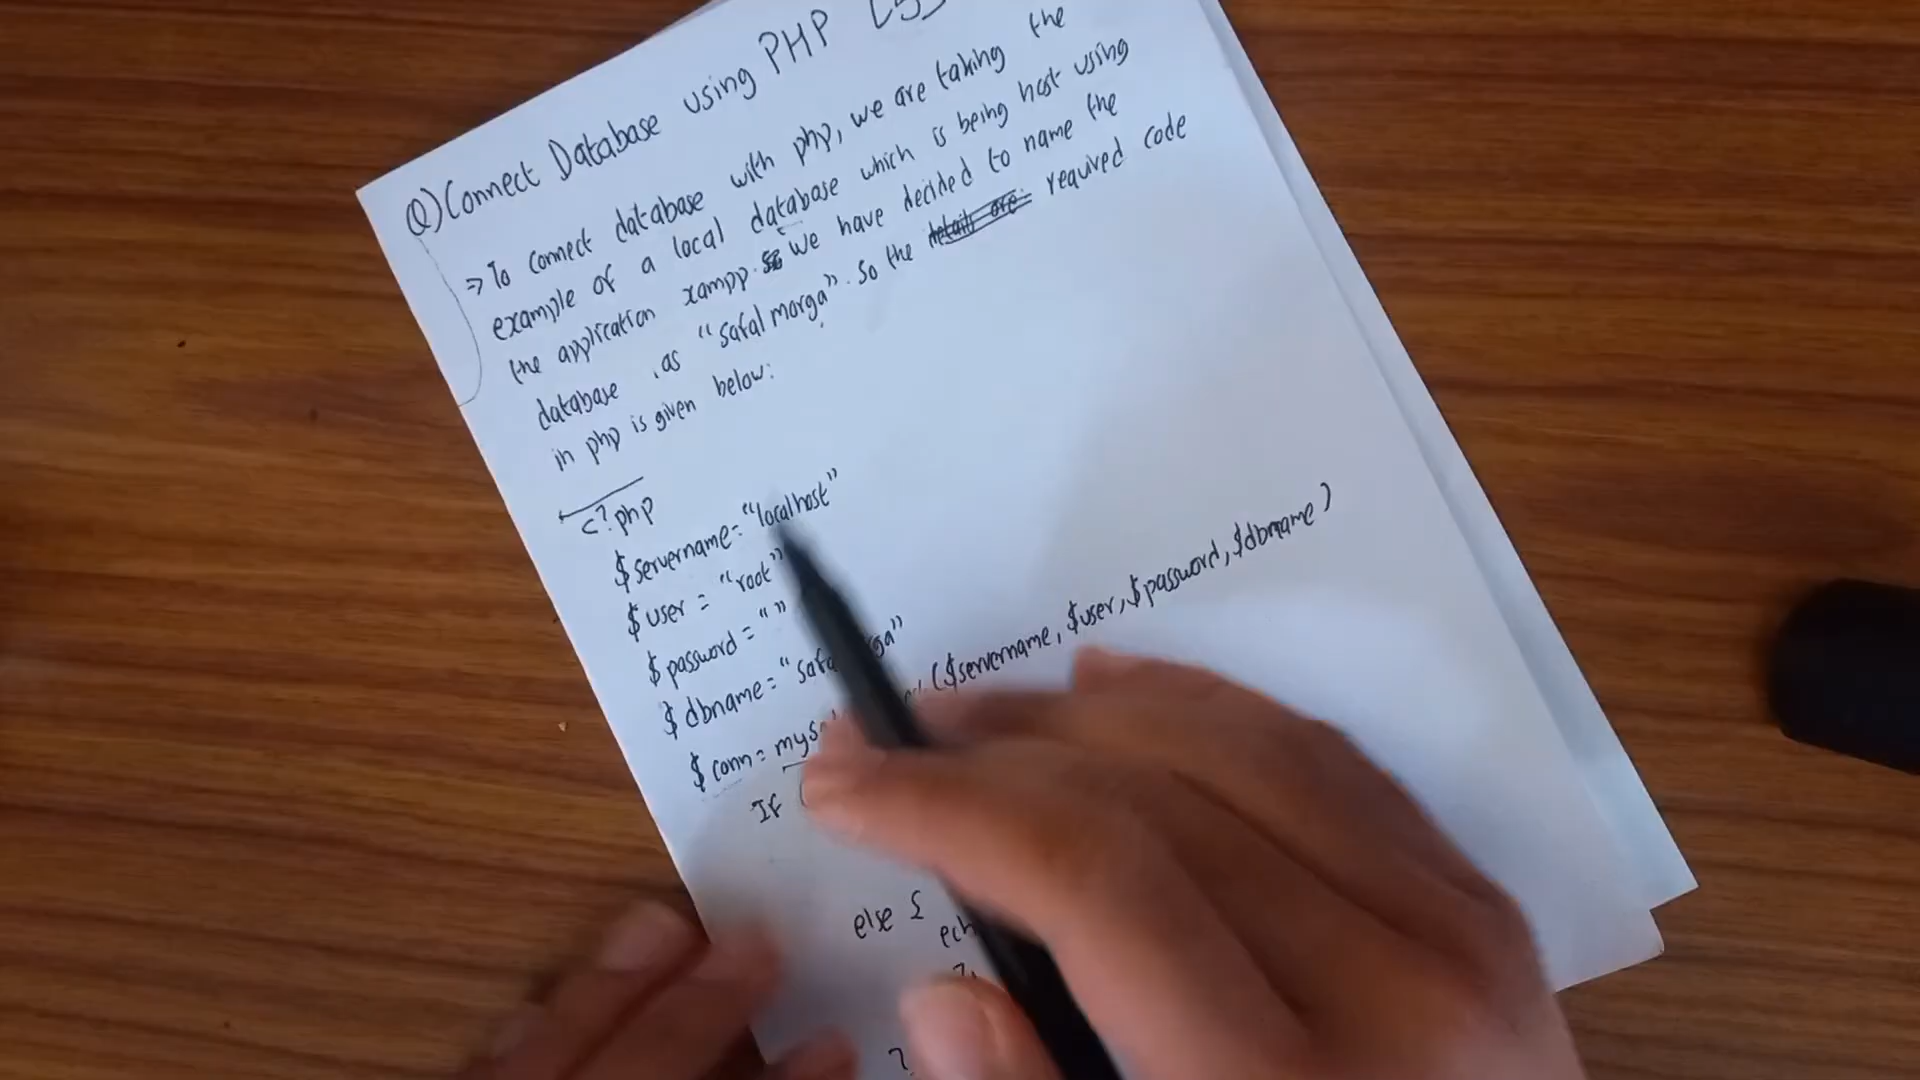 Q) Connect Database using PHP [5]
⇒ To connect database with php, we are taking the
example of a local database which is being host using
the application xampp. we have decided to name the
database as "safal marga". So the required code
in php is given below:
<?php
$servername= "localhost"
$user = "root"
$password = " "
$dbname= "
$conn=
($servername, $user, $password, $dbname)
If (
else {